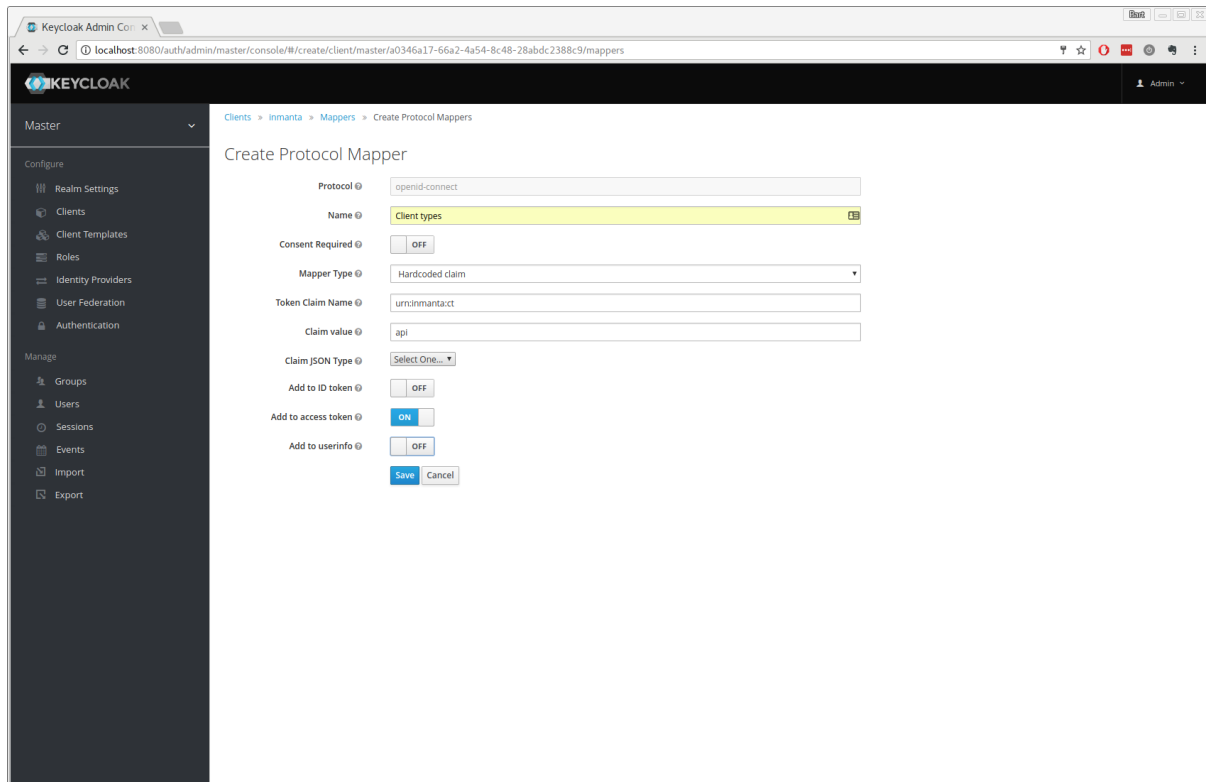 Bart
Keycloak Admin Con
localhost:8080/auth/admin/master/console/#/create/client/master/a0346a17-66a2-4a54-8c48-28abdc2388c9/mappers
KEYCLOAK
Admin
Master
Configure
Realm Settings
Clients
Client Templates
Roles
Identity Providers
User Federation
Authentication
Manage
Groups
Users
Sessions
Events
Import
Export
Clients » inmanta » Mappers » Create Protocol Mappers
Create Protocol Mapper
Protocol openid-connect
Name Client types
Consent Required OFF
Mapper Type Hardcoded claim
Token Claim Name urn:inmanta:ct
Claim value api
Claim JSON Type Select One...
Add to ID token OFF
Add to access token ON
Add to userinfo OFF
Save Cancel